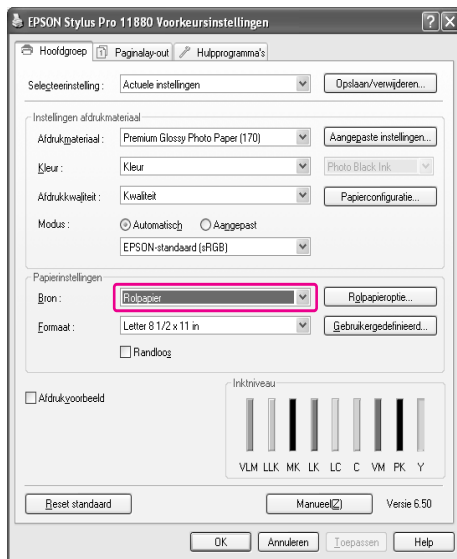 EPSON Stylus Pro 11880 Voorkeursinstellingen
Hoofdgroep Paginalay-out Hulpprogramma's
Selecteerinstelling : Actuele instellingen Opslaan/verwijderen...
Instellingen afdrukmateriaal
Afdrukmateriaal : Premium Glossy Photo Paper (170) Aangepaste instellingen...
Kleur : Kleur Photo Black Ink
Afdrukkwaliteit : Kwaliteit Papierconfiguratie...
Modus : Automatisch Aangepast
EPSON-standaard (sRGB)
Papierinstellingen
Bron : Rolpapier Rolpapieroptie...
Formaat : Letter 8 1/2 x 11 in Gebruikergedefinieerd...
Randloos
Afdrukvoorbeeld
Inktniveau
VLM LLK MK LK LC C VM PK Y
Reset standaard Manueel(Z) Versie 6.50
OK Annuleren Toepassen Help